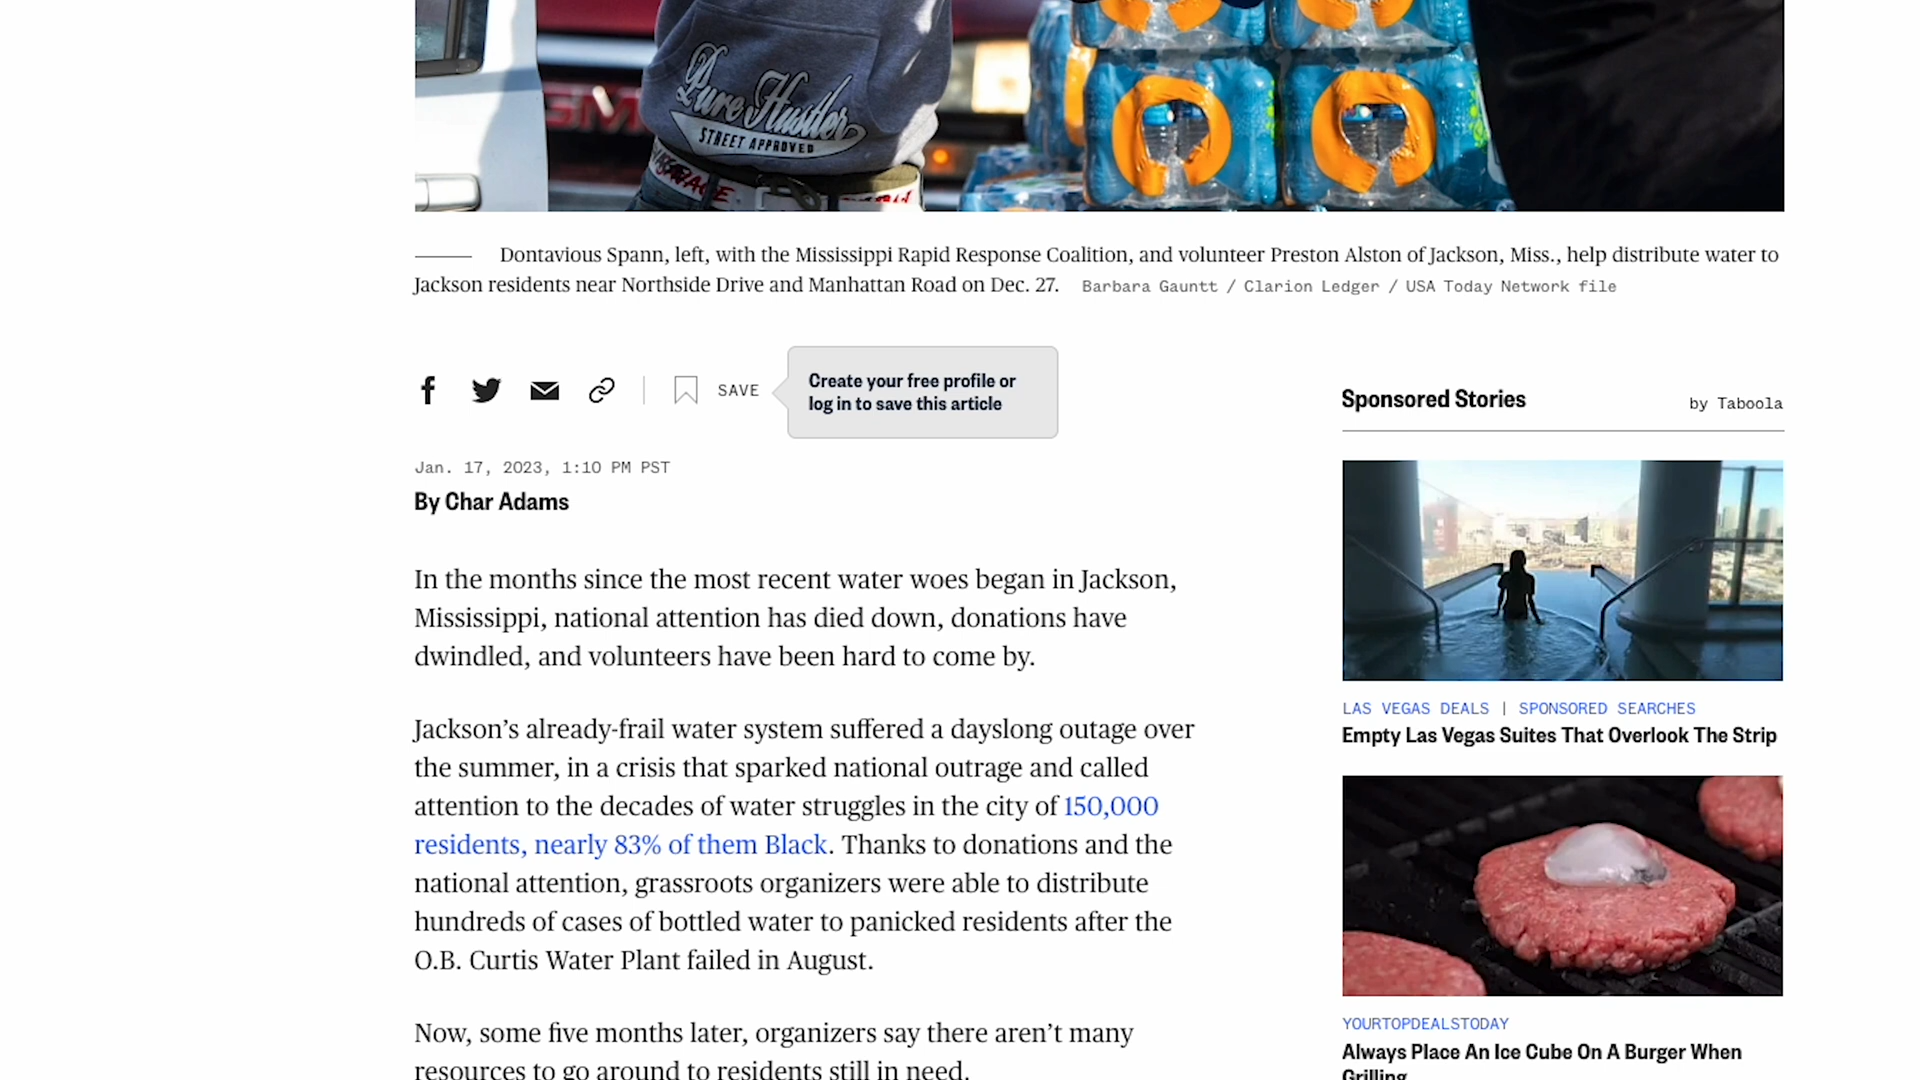 GM
Pure Hustler
STREET APPROVED
Dontavious Spann, left, with the Mississippi Rapid Response Coalition, and volunteer Preston Alston of Jackson, Miss., help distribute water to
Jackson residents near Northside Drive and Manhattan Road on Dec. 27. Barbara Gauntt / Clarion Ledger / USA Today Network file
SAVE
Create your free profile or
log in to save this article
Jan. 17, 2023, 1:10 PM PST
By Char Adams
In the months since the most recent water woes began in Jackson,
Mississippi, national attention has died down, donations have
dwindled, and volunteers have been hard to come by.
Jackson’s already-frail water system suffered a dayslong outage over
the summer, in a crisis that sparked national outrage and called
attention to the decades of water struggles in the city of 150,000
residents, nearly 83% of them Black. Thanks to donations and the
national attention, grassroots organizers were able to distribute
hundreds of cases of bottled water to panicked residents after the
O.B. Curtis Water Plant failed in August.
Now, some five months later, organizers say there aren’t many
resources to go around to residents still in need.
Sponsored Stories
by Taboola
LAS VEGAS DEALS | SPONSORED SEARCHES
Empty Las Vegas Suites That Overlook The Strip
YOURTOPDEALSTODAY
Always Place An Ice Cube On A Burger When
Grilling